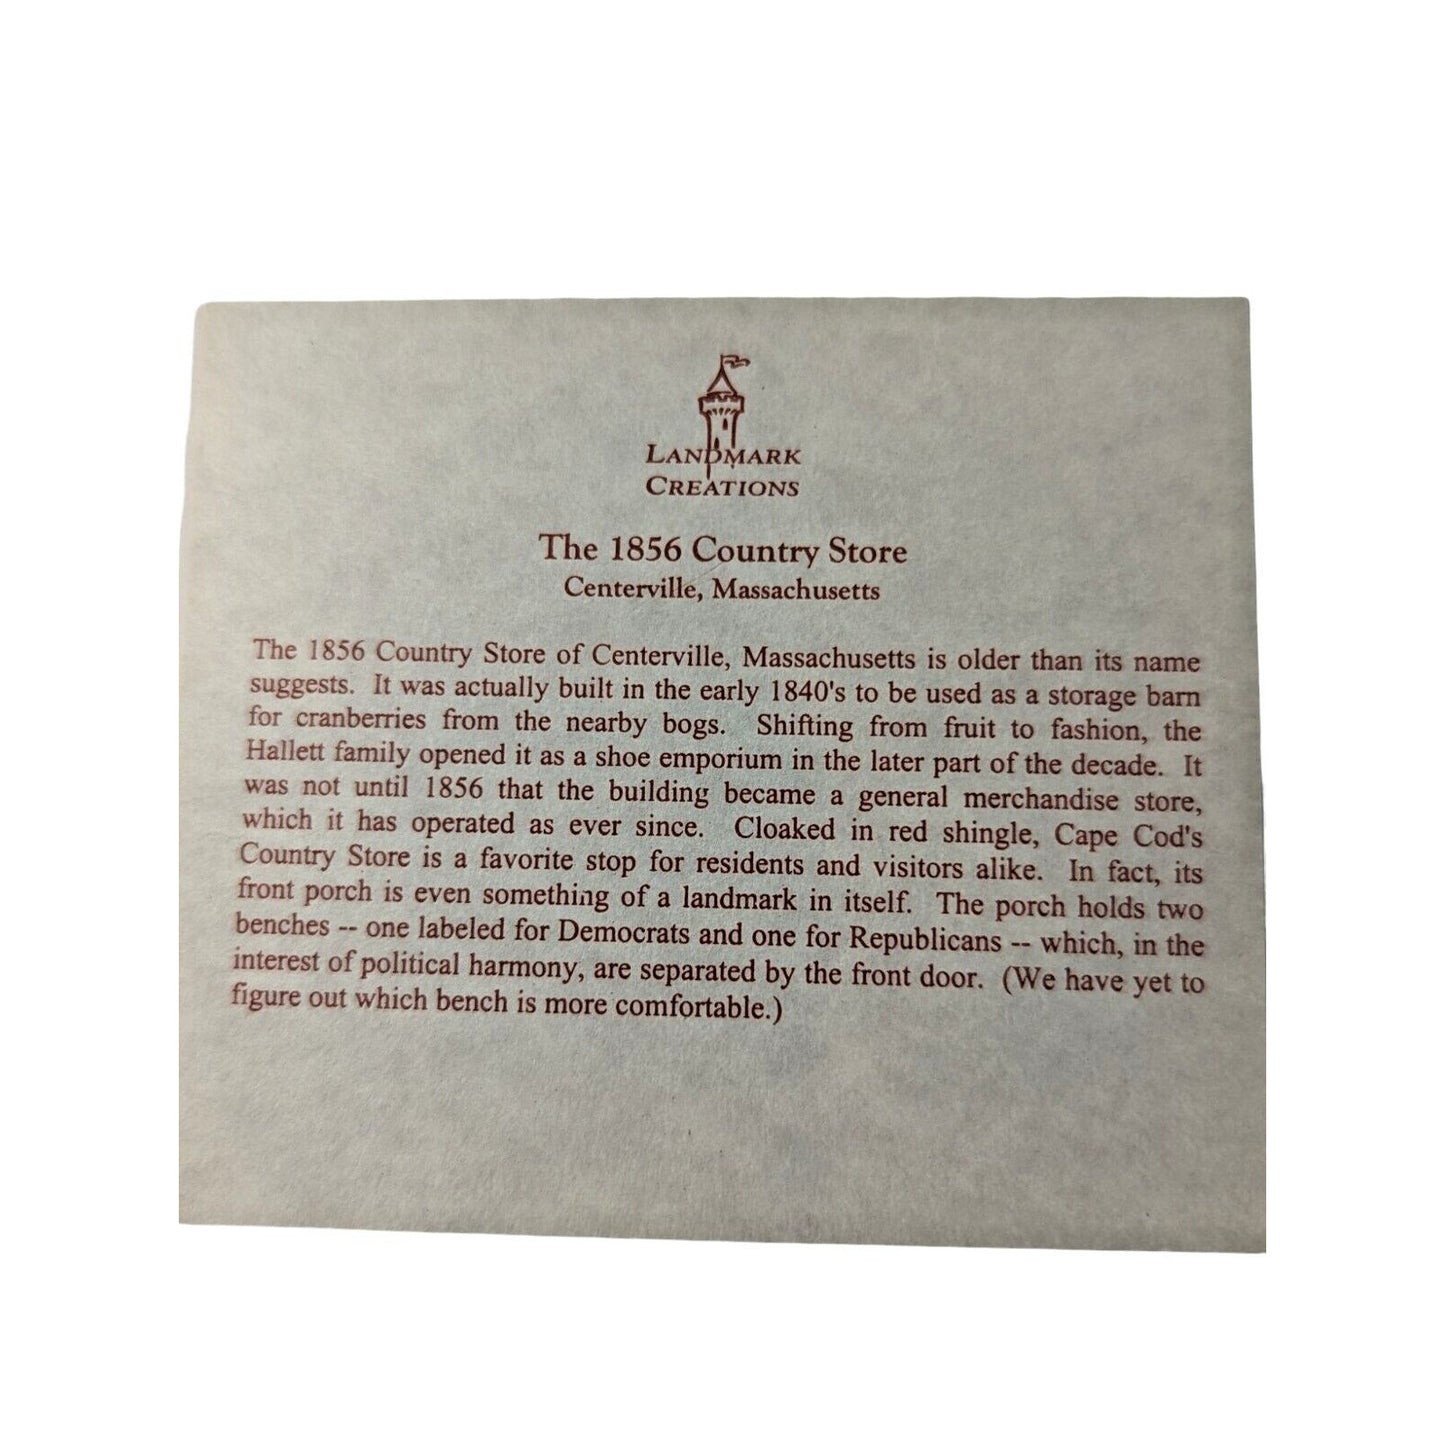 LANDMARK
CREATIONS
The 1856 Country Store
Centerville, Massachusetts
The 1856 Country Store of Centerville, Massachusetts is older than its name
suggests. It was actually built in the early 1840's to be used as a storage barn
for cranberries from the nearby bogs. Shifting from fruit to fashion, the
Hallett family opened it as a shoe emporium in the later part of the decade. It
was not until 1856 that the building became a general merchandise store,
which it has operated as ever since. Cloaked in red shingle, Cape Cod's
Country Store is a favorite stop for residents and visitors alike. In fact, its
front porch is even something of a landmark in itself. The porch holds two
benches -- one labeled for Democrats and one for Republicans -- which, in the
interest of political harmony, are separated by the front door. (We have yet to
figure out which bench is more comfortable.)